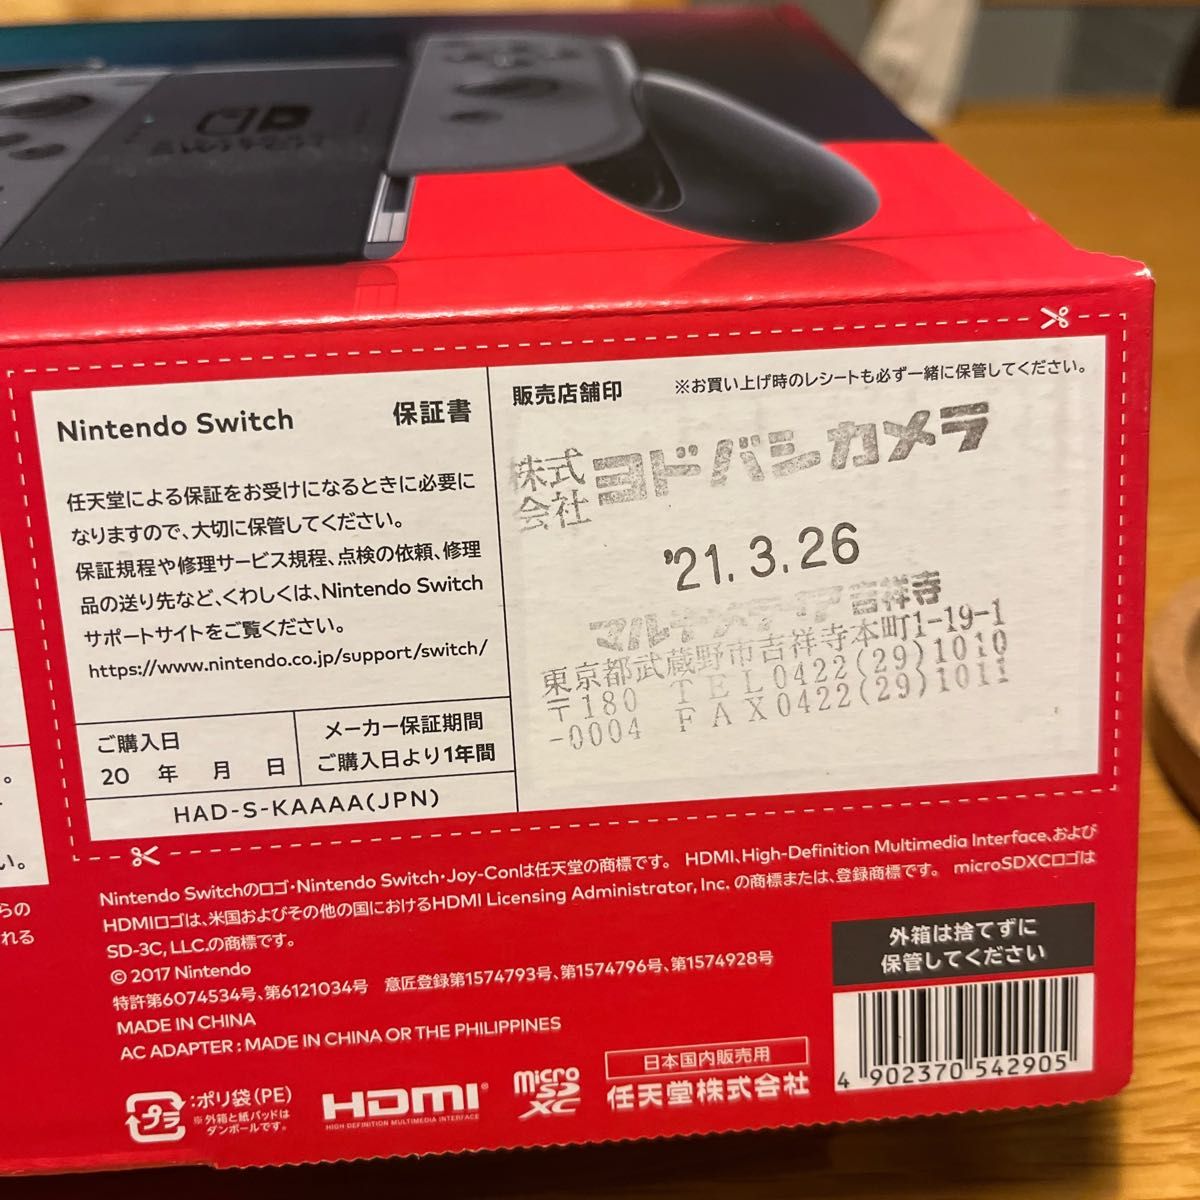 SWITCH
Nintendo Switch 保証書
任天堂による保証をお受けになるときに必要に
なりますので、大切に保管してください。
保証規程や修理サービス規程、点検の依頼、修理
品の送り先など、くわしくは、Nintendo Switch
サポートサイトをご覧ください。
https://www.nintendo.co.jp/support/switch/
ご購入日
20 年 月 日
メーカー保証期間
ご購入日より1年間
HAD-S-KAAAA(JPN)
販売店舗印 ※お買い上げ時のレシートも必ず一緒に保管してください。
株式会社 ヨドバシカメラ
'21.3.26
マルチメディア吉祥寺
東京都武蔵野市吉祥寺本町1-19-1
〒180 TEL0422(29)1010
-0004 FAX0422(29)1011
。
い。
らの
れる
Nintendo Switchのロゴ・Nintendo Switch・Joy-Conは任天堂の商標です。 HDMI、High-Definition Multimedia Interface、および
HDMIロゴは、米国およびその他の国におけるHDMI Licensing Administrator, Inc. の商標または、登録商標です。 microSDXCロゴは
SD-3C, LLC.の商標です。
© 2017 Nintendo
特許第6074534号、第6121034号 意匠登録第1574793号、第1574796号、第1574928号
MADE IN CHINA
AC ADAPTER : MADE IN CHINA OR THE PHILIPPINES
外箱は捨てずに
保管してください
4 902370 542905
プラ :ポリ袋(PE)
※外箱と紙パッドは
ダンボールです。
HDMI
HIGH-DEFINITION MULTIMEDIA INTERFACE
micro SD XC
日本国内販売用
任天堂株式会社